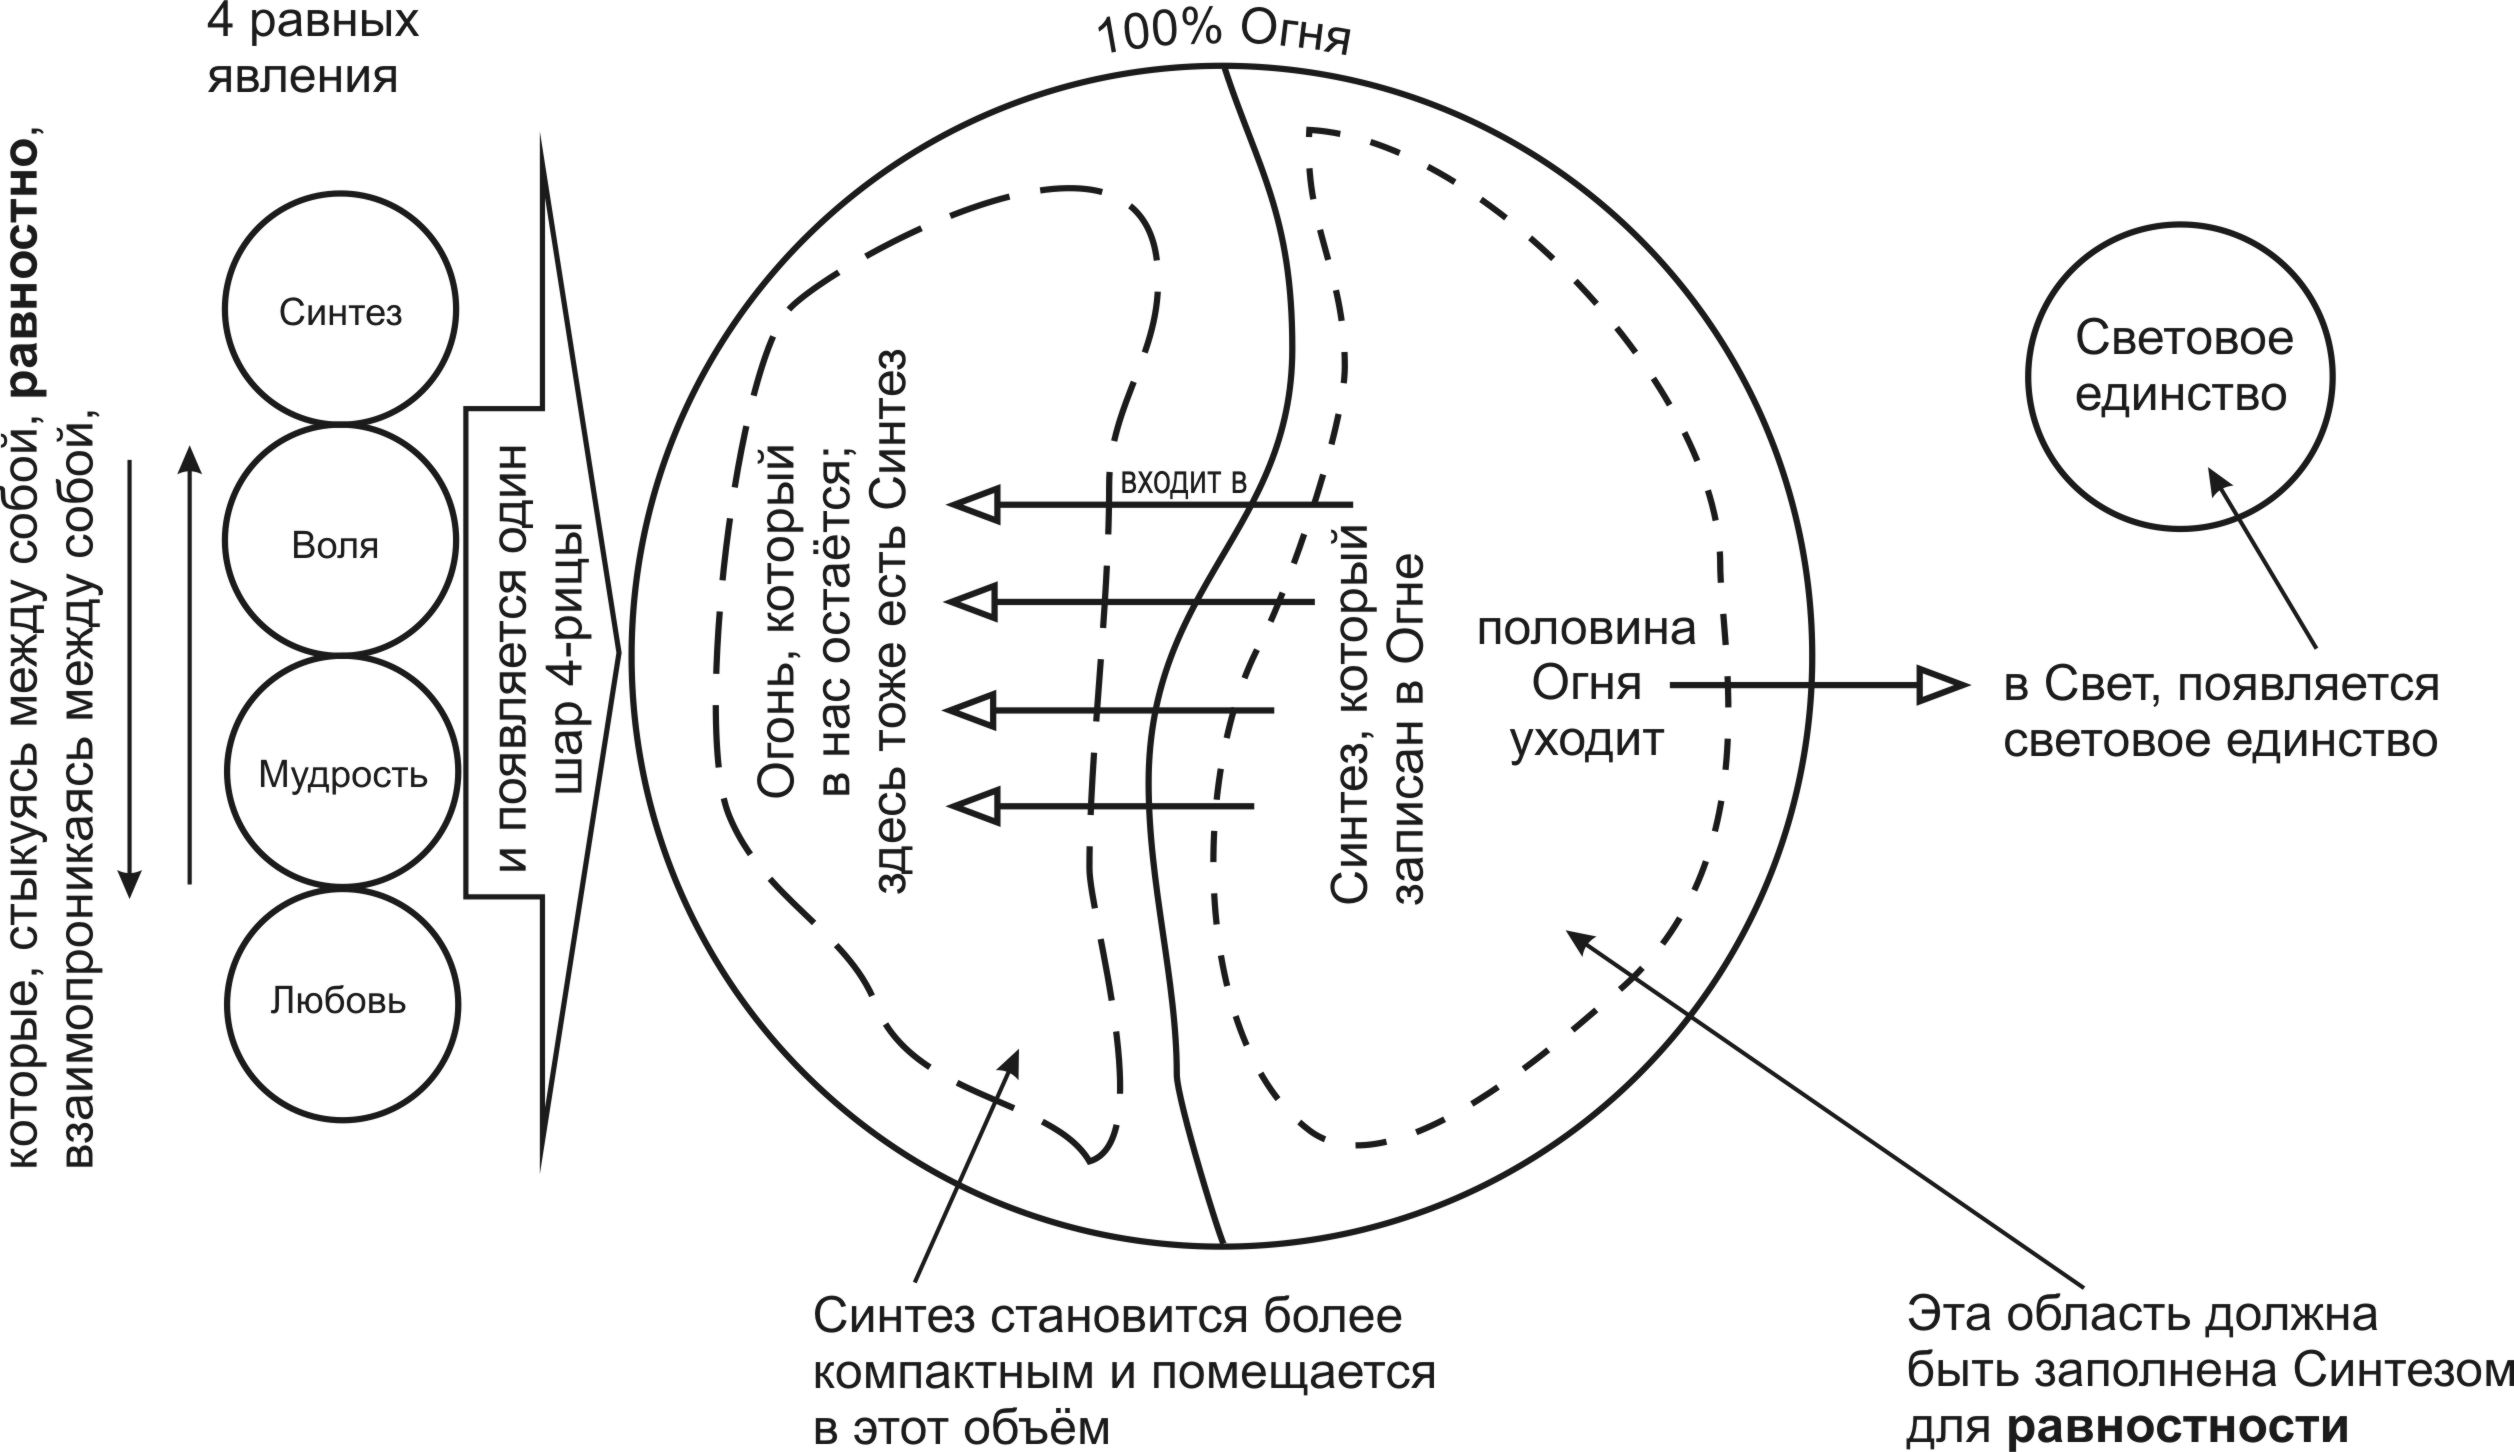 4 равных
явления
которые, стыкуясь между собой, равностно,
взаимопроникаясь между собой,
Синтез
Воля
Мудрость
Любовь
и появляется один
шар 4-рицы
100% Огня
Огонь, который
в нас остаётся;
здесь тоже есть Синтез
входит в
Синтез, который
записан в Огне
половина
Огня
уходит
Световое
единство
в Свет, появляется
световое единство
Синтез становится более
компактным и помещается
в этот объём
Эта область должна
быть заполнена Синтезом
для равностности